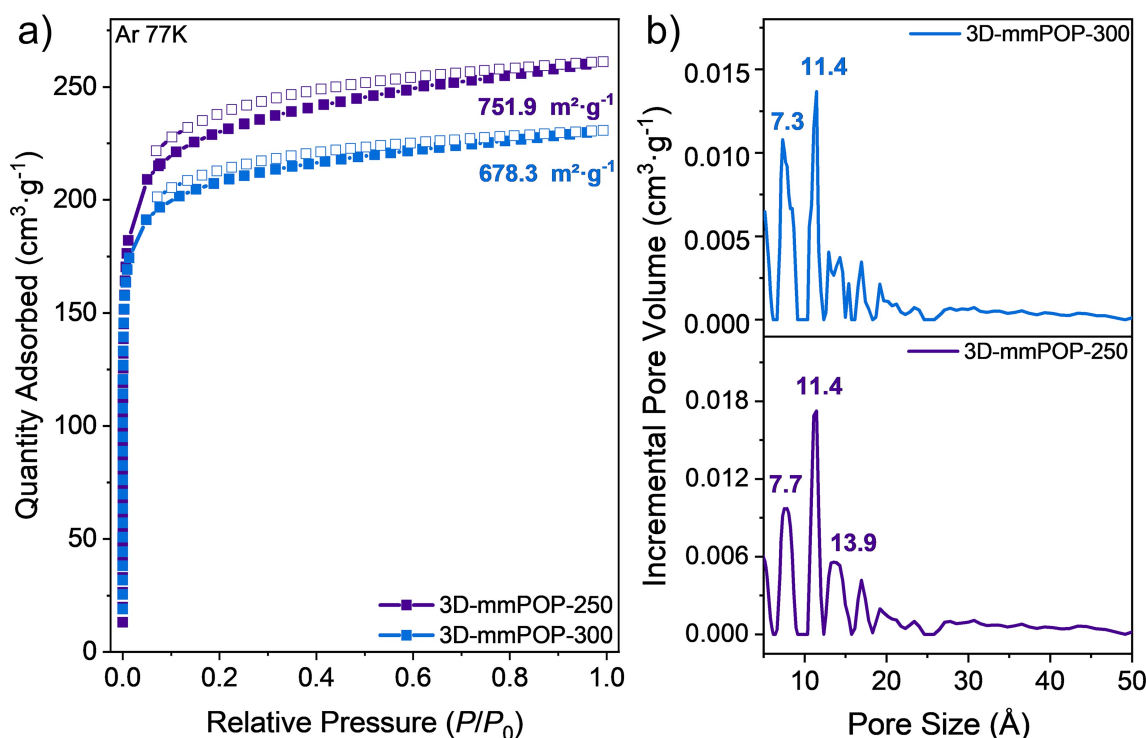 a)
Ar 77K
Quantity Adsorbed (cm³·g⁻¹)
250
200
150
100
50
0
751.9 m²·g⁻¹
678.3 m²·g⁻¹
3D-mmPOP-250
3D-mmPOP-300
0.0 0.2 0.4 0.6 0.8 1.0
Relative Pressure (P/P₀)
b)
Incremental Pore Volume (cm³·g⁻¹)
3D-mmPOP-300
0.015
0.010
0.005
0.000
7.3
11.4
3D-mmPOP-250
0.018
0.012
0.006
0.000
7.7
11.4
13.9
10 20 30 40 50
Pore Size (Å)